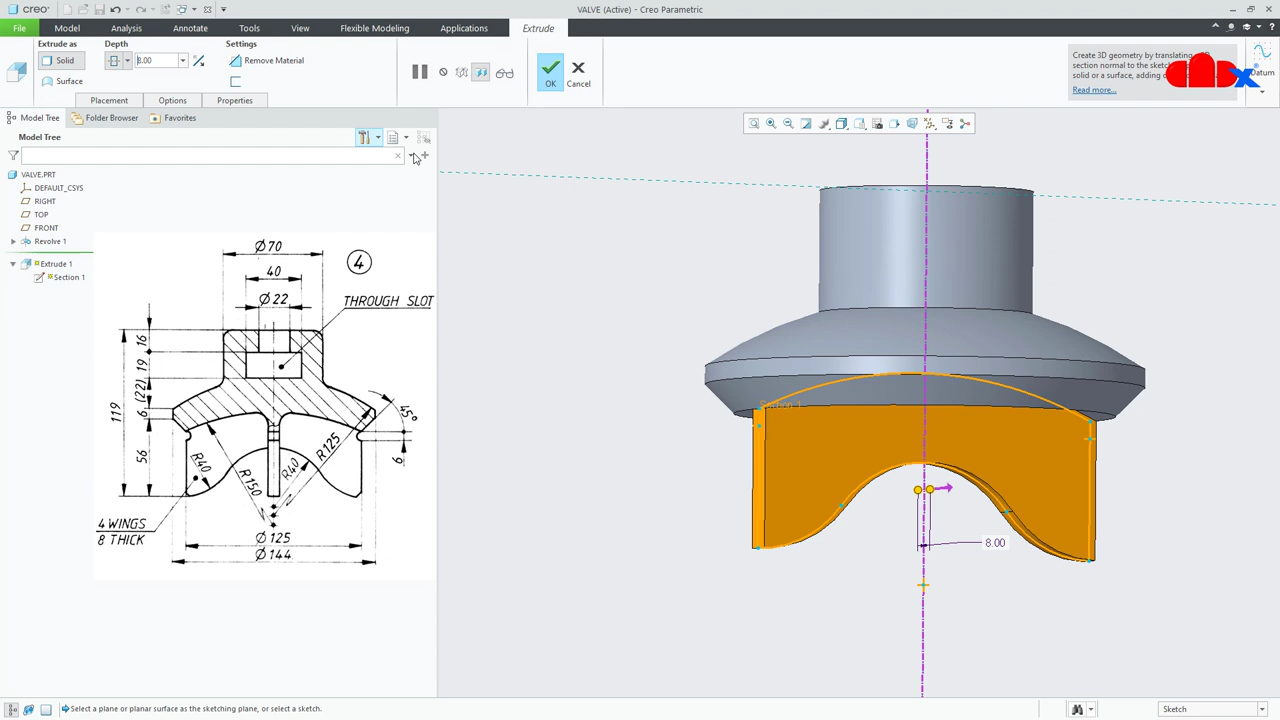 creo
VALVE (Active) - Creo Parametric
File Model Analysis Annotate Tools View Flexible Modeling Applications Extrude
Extrude as Depth Settings
Solid 8.00 Remove Material
Surface
OK Cancel
Placement Options Properties
Create 3D geometry by translating a 2D
section normal to the sketching
solid or a surface, adding
Read more...
Datum
Model Tree Folder Browser Favorites
Model Tree
VALVE.PRT
DEFAULT_CSYS
RIGHT
TOP
FRONT
Revolve 1
Extrude 1
Section 1
Ø70
4
40
Ø22
THROUGH SLOT
16
19
(22)
6
119
56
45°
6
R40
R150
R40
R125
4 WINGS
8 THICK
Ø125
Ø144
Section 1
8.00
Select a plane or planar surface as the sketching plane, or select a sketch.
Sketch